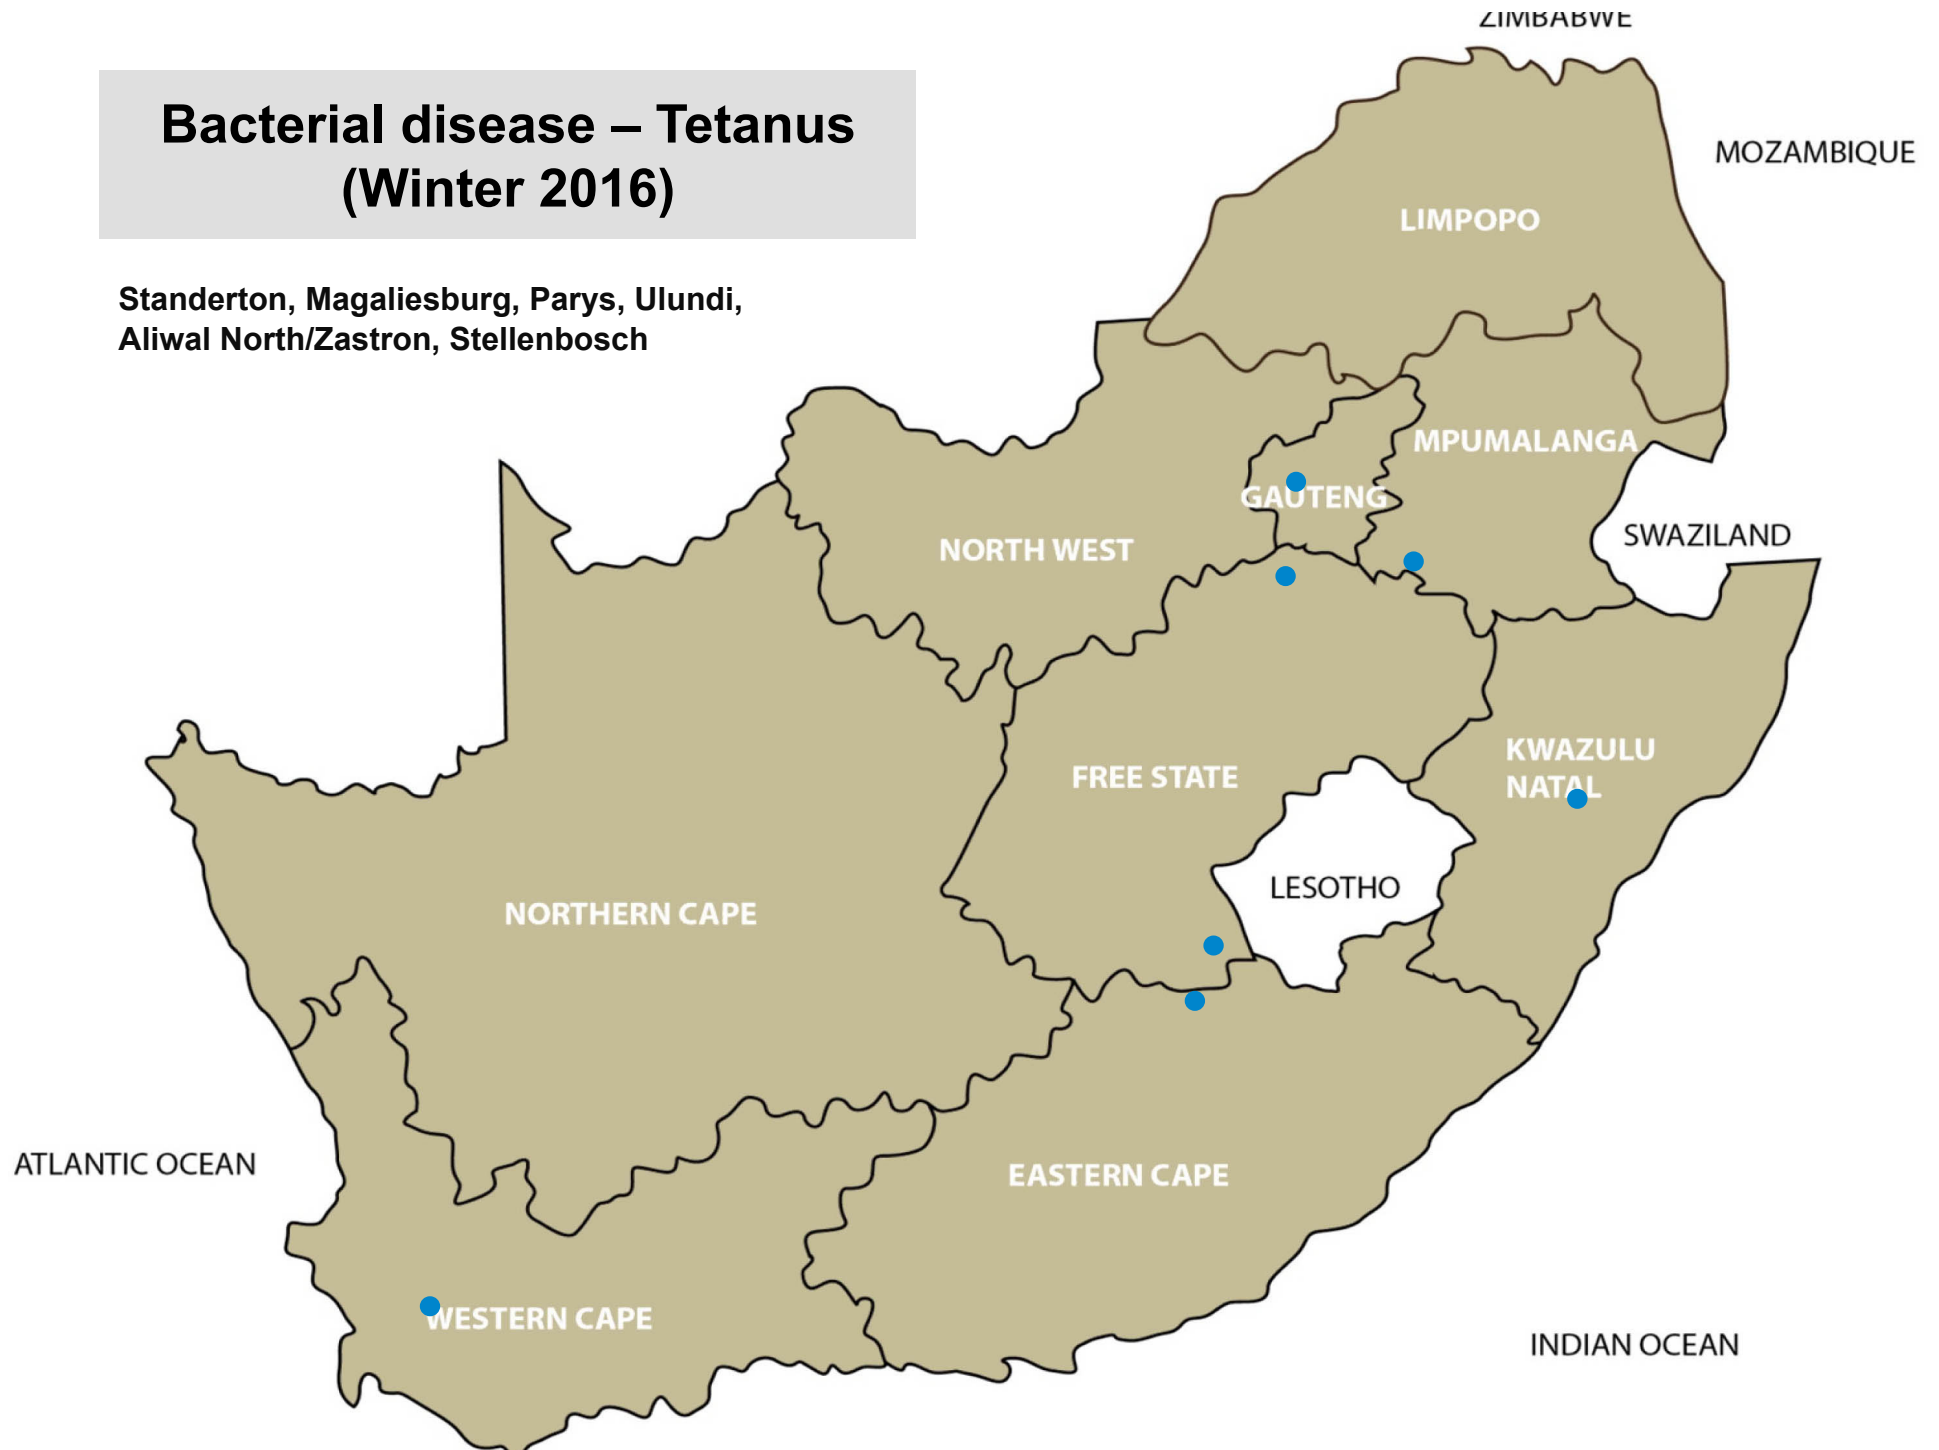 ZIMBABWE
Bacterial disease – Tetanus
(Winter 2016)
MOZAMBIQUE
LIMPOPO
Standerton, Magaliesburg, Parys, Ulundi,
Aliwal North/Zastron, Stellenbosch
MPUMALANGA
GAUTENG
SWAZILAND
NORTH WEST
KWAZULU
NATAL
FREE STATE
LESOTHO
NORTHERN CAPE
ATLANTIC OCEAN
EASTERN CAPE
WESTERN CAPE
INDIAN OCEAN